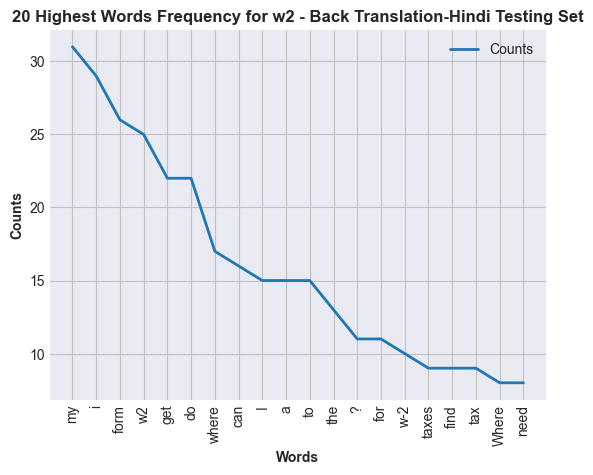 20 Highest Words Frequency for w2 - Back Translation-Hindi Testing Set
Counts
30
25
20
15
10
Counts
my
i
form
w2
get
do
where
can
I
a
to
the
?
for
w-2
taxes
find
tax
Where
need
Words